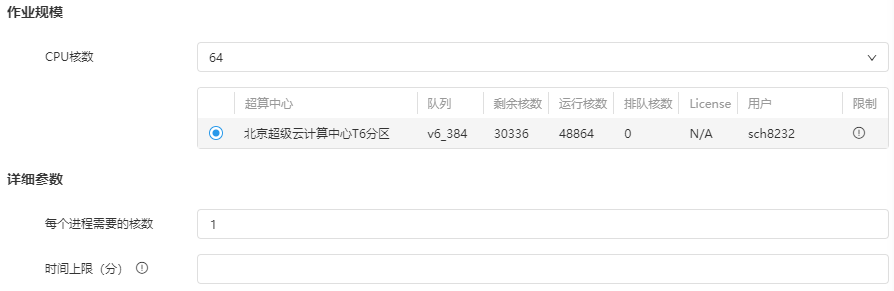 作业规模
CPU核数
64
超算中心 队列 剩余核数 运行核数 排队核数 License 用户 限制
北京超级云计算中心T6分区 v6_384 30336 48864 0 N/A sch8232
详细参数
每个进程需要的核数
1
时间上限（分）